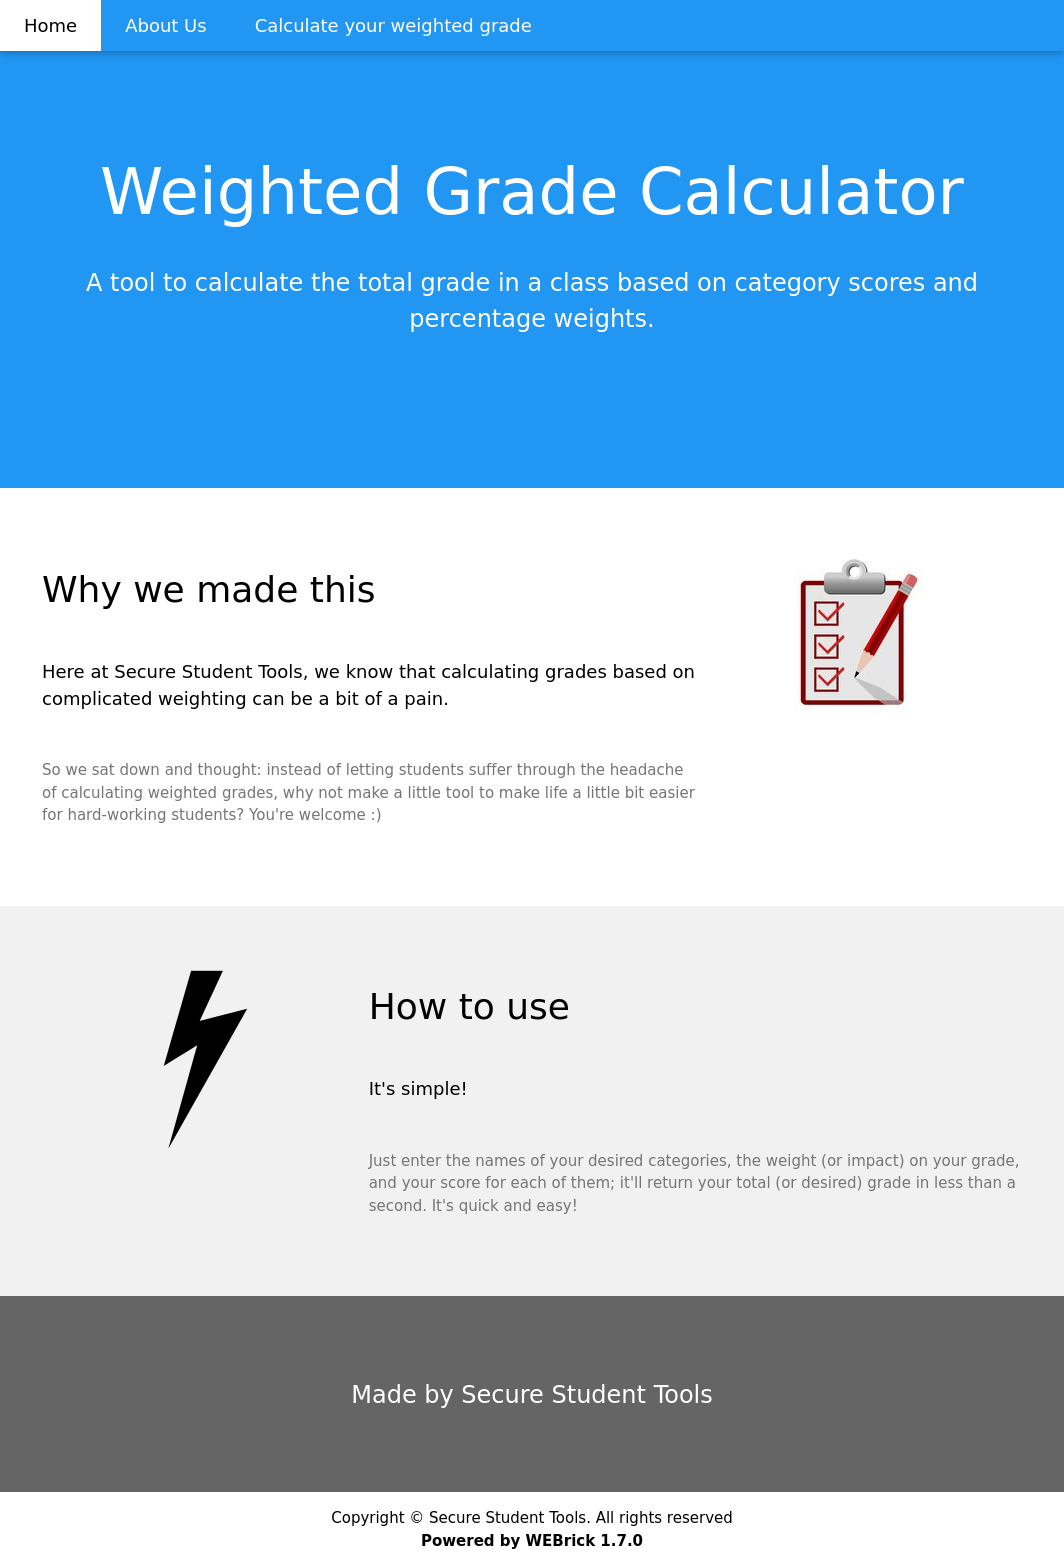 Home About Us Calculate your weighted grade
Weighted Grade Calculator
A tool to calculate the total grade in a class based on category scores and
percentage weights.
Why we made this
Here at Secure Student Tools, we know that calculating grades based on
complicated weighting can be a bit of a pain.
So we sat down and thought: instead of letting students suffer through the headache
of calculating weighted grades, why not make a little tool to make life a little bit easier
for hard-working students? You're welcome :)
How to use
It's simple!
Just enter the names of your desired categories, the weight (or impact) on your grade,
and your score for each of them; it'll return your total (or desired) grade in less than a
second. It's quick and easy!
Made by Secure Student Tools
Copyright © Secure Student Tools. All rights reserved
Powered by WEBrick 1.7.0